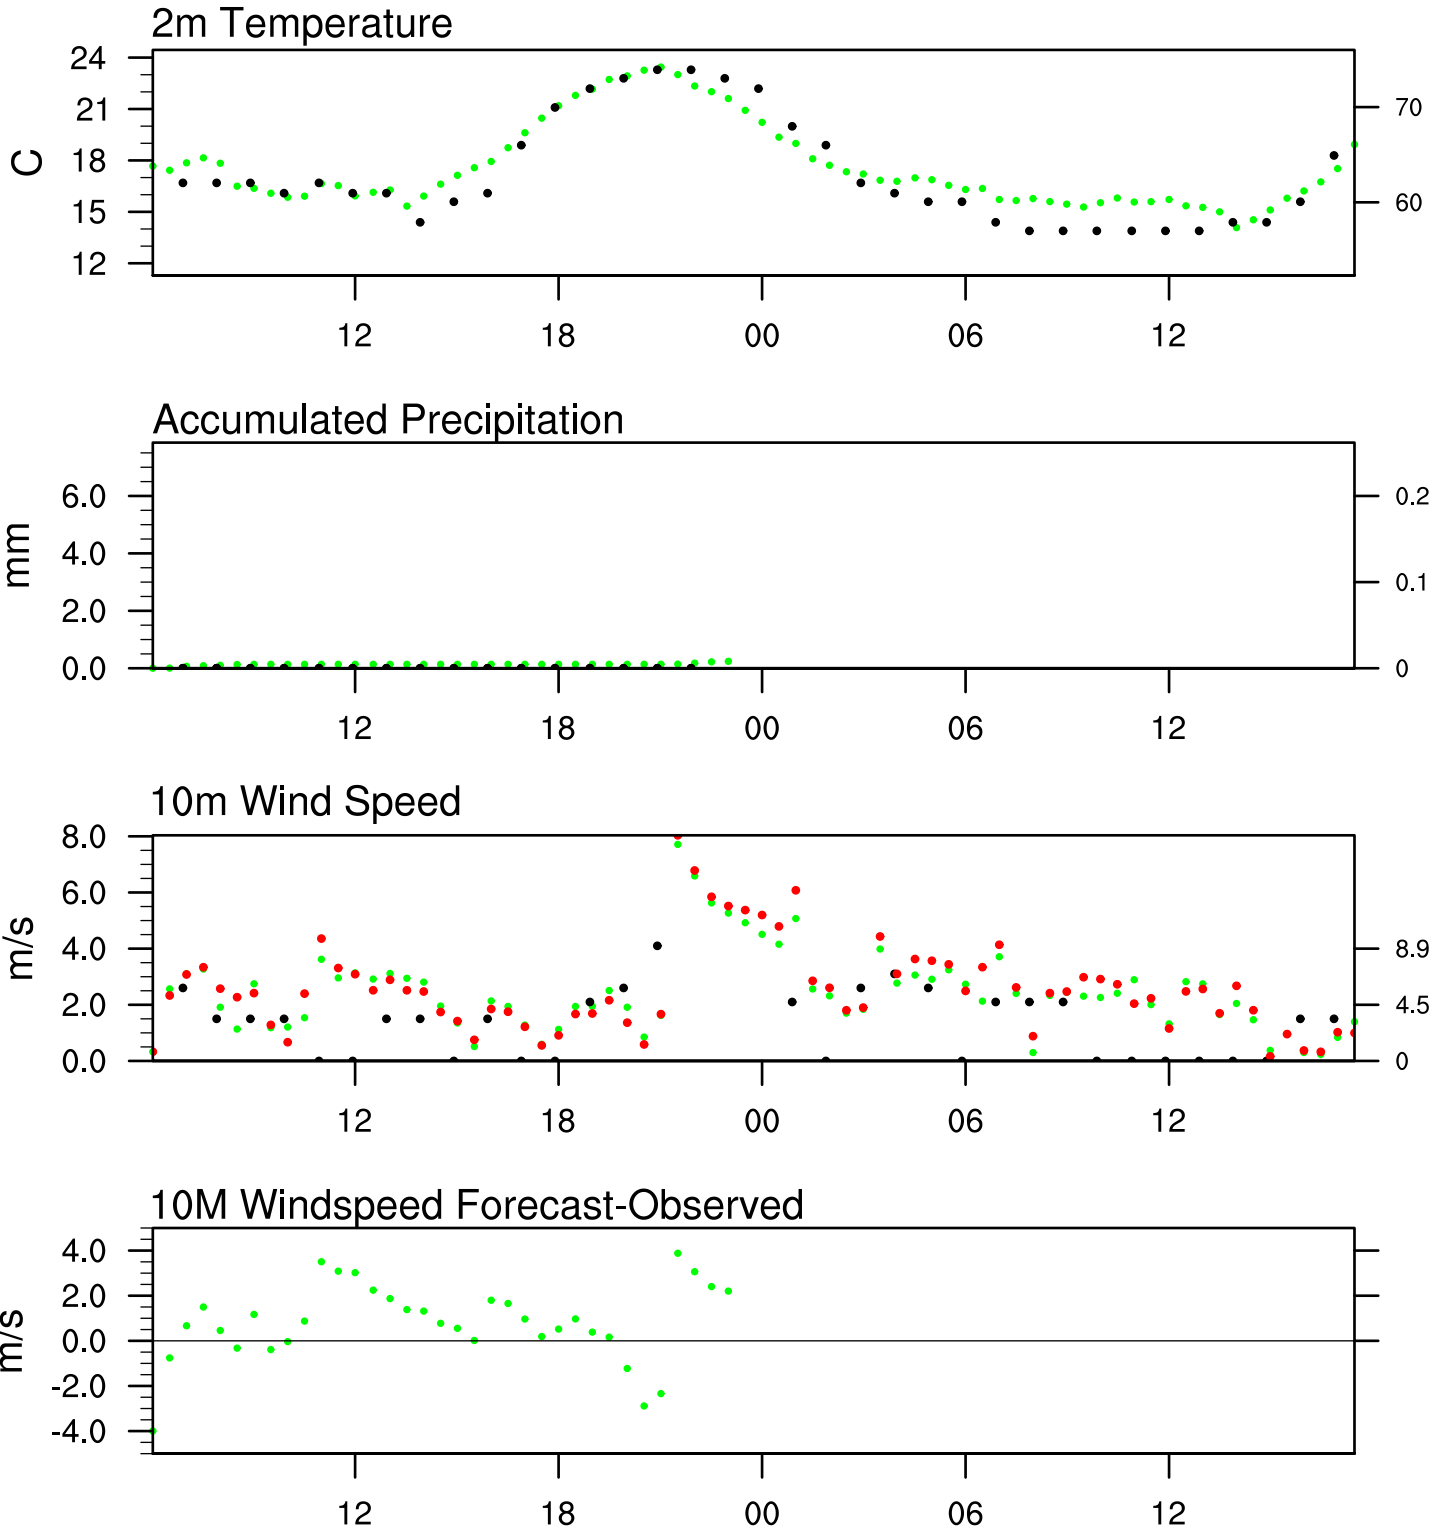 2m Temperature
24
21
18
15
12
C
70
60
12 18 00 06 12
Accumulated Precipitation
6.0
4.0
2.0
0.0
mm
0.2
0.1
0
12 18 00 06 12
10m Wind Speed
8.0
6.0
4.0
2.0
0.0
m/s
8.9
4.5
0
12 18 00 06 12
10M Windspeed Forecast-Observed
4.0
2.0
0.0
-2.0
-4.0
m/s
12 18 00 06 12